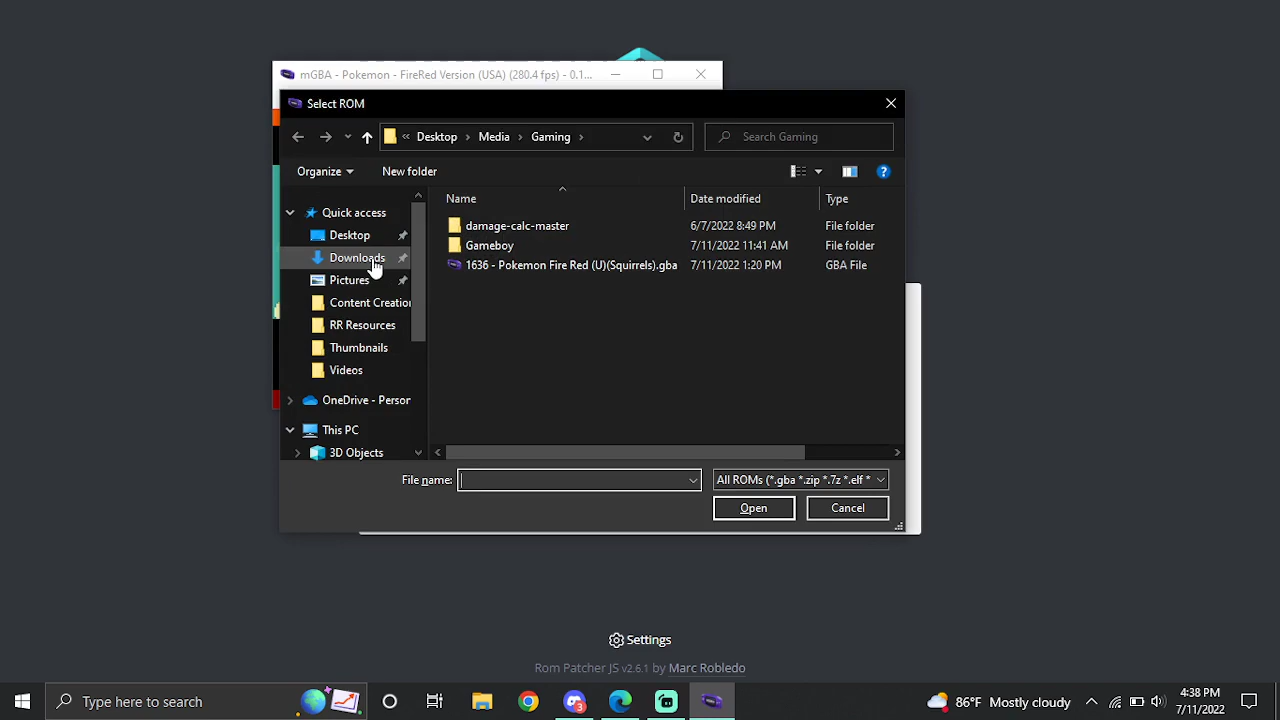 mGBA - Pokemon - FireRed Version (USA) (280.4 fps) - 0.1...
Select ROM
« Desktop › Media › Gaming ›
Search Gaming
Organize
New folder
Name
Date modified
Type
Quick access
Desktop
Downloads
Pictures
Content Creation
RR Resources
Thumbnails
Videos
OneDrive - Person
This PC
3D Objects
damage-calc-master 6/7/2022 8:49 PM File folder
Gameboy 7/11/2022 11:41 AM File folder
1636 - Pokemon Fire Red (U)(Squirrels).gba 7/11/2022 1:20 PM GBA File
File name:
All ROMs (*.gba *.zip *.7z *.elf *
Open
Cancel
Settings
Rom Patcher JS v2.6.1 by Marc Robledo
Type here to search
3
86°F Mostly cloudy
4:38 PM
7/11/2022